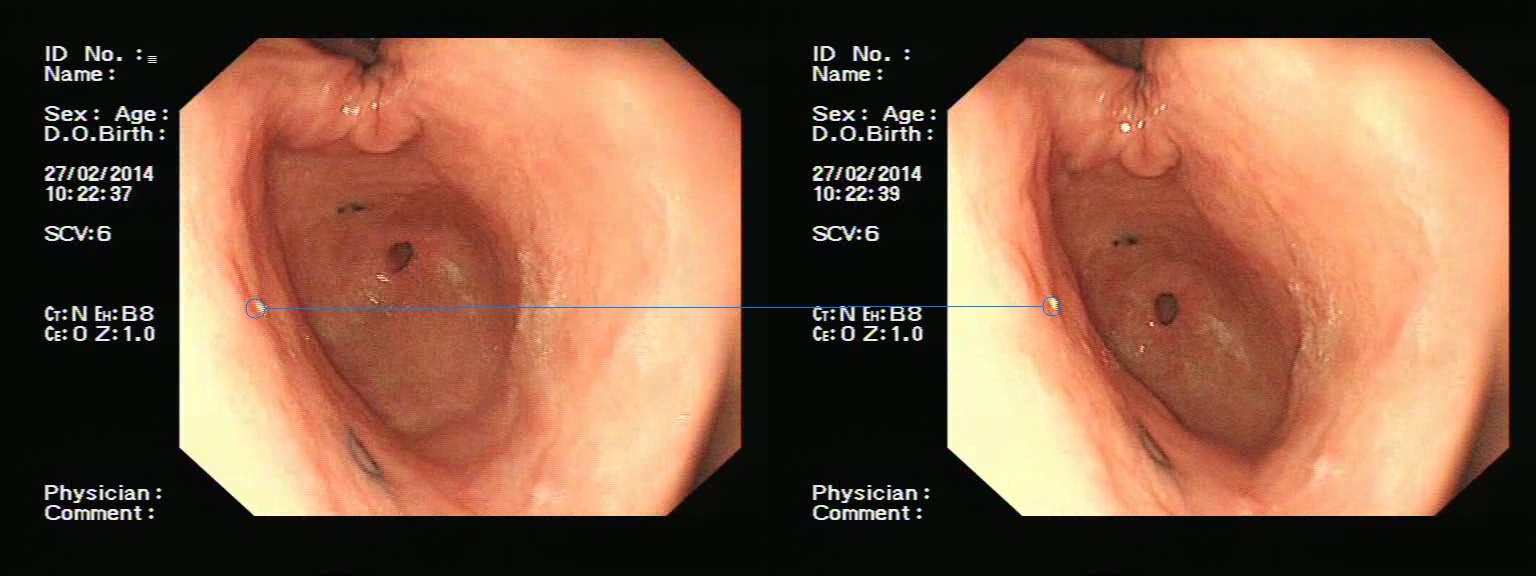 ID No. :
Name:
Sex: Age:
D.O.Birth:
27/02/2014
10:22:37
SCV:6
CT:N EH:B8
CE:0 Z:1.0
Physician:
Comment:
ID No. :
Name:
Sex: Age:
D.O.Birth:
27/02/2014
10:22:39
SCV:6
CT:N EH:B8
CE:0 Z:1.0
Physician:
Comment: